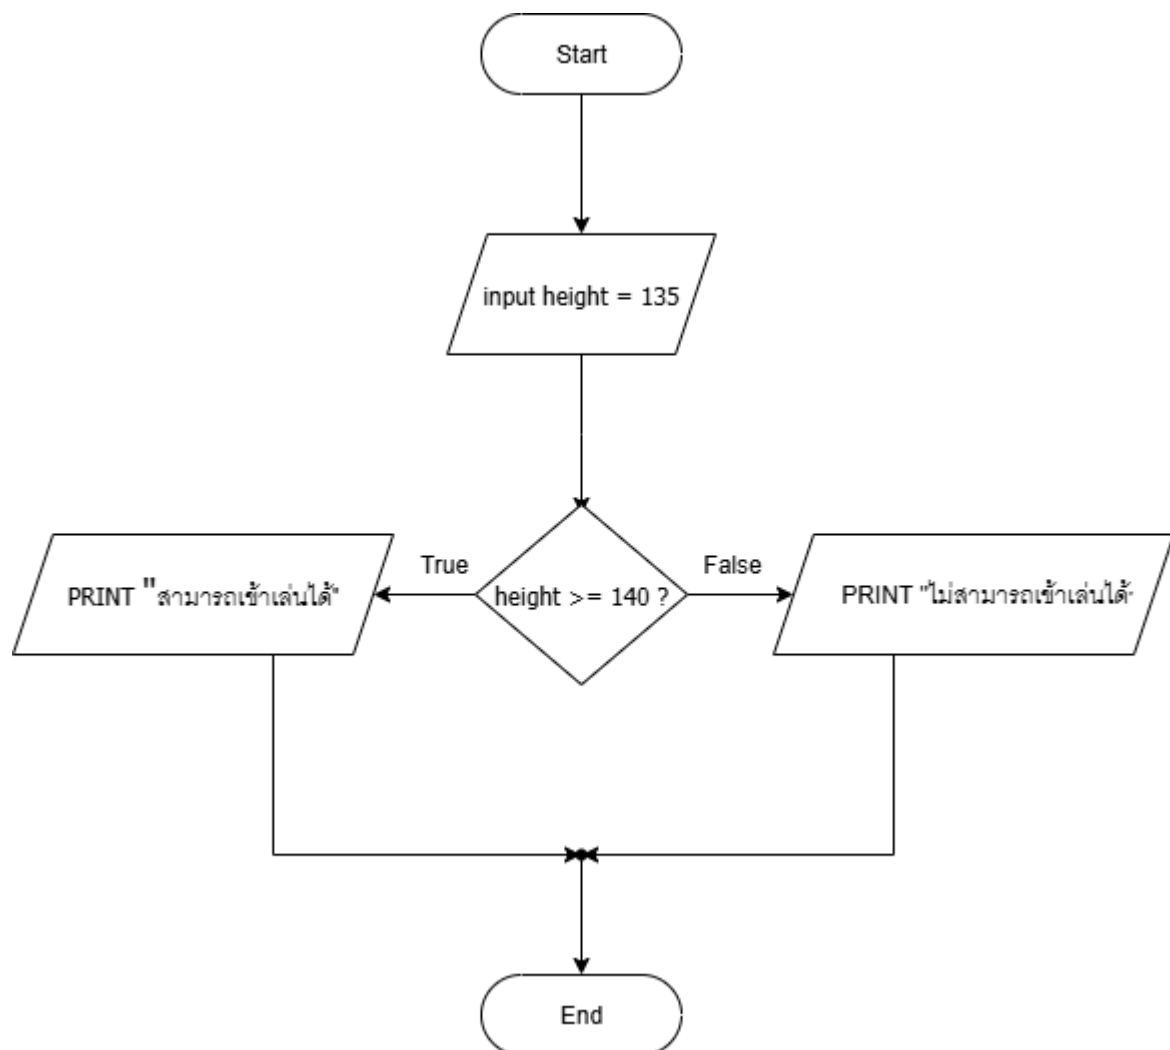 Start
input height = 135
True
False
PRINT "สามารถเข้าเล่นได้"
height >= 140 ?
PRINT "ไม่สามารถเข้าเล่นได้
End